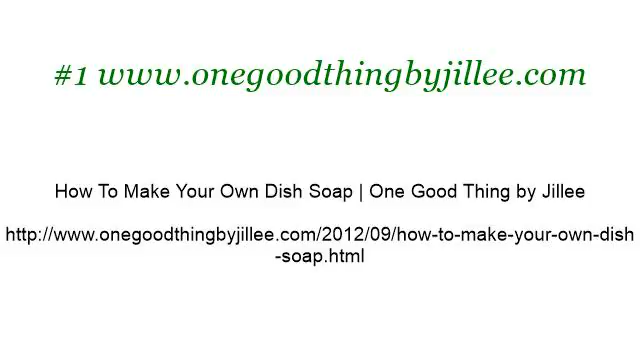 #1 www.onegoodthingbyjillee.com
How To Make Your Own Dish Soap | One Good Thing by Jillee
http://www.onegoodthingbyjillee.com/2012/09/how-to-make-your-own-dish
-soap.html